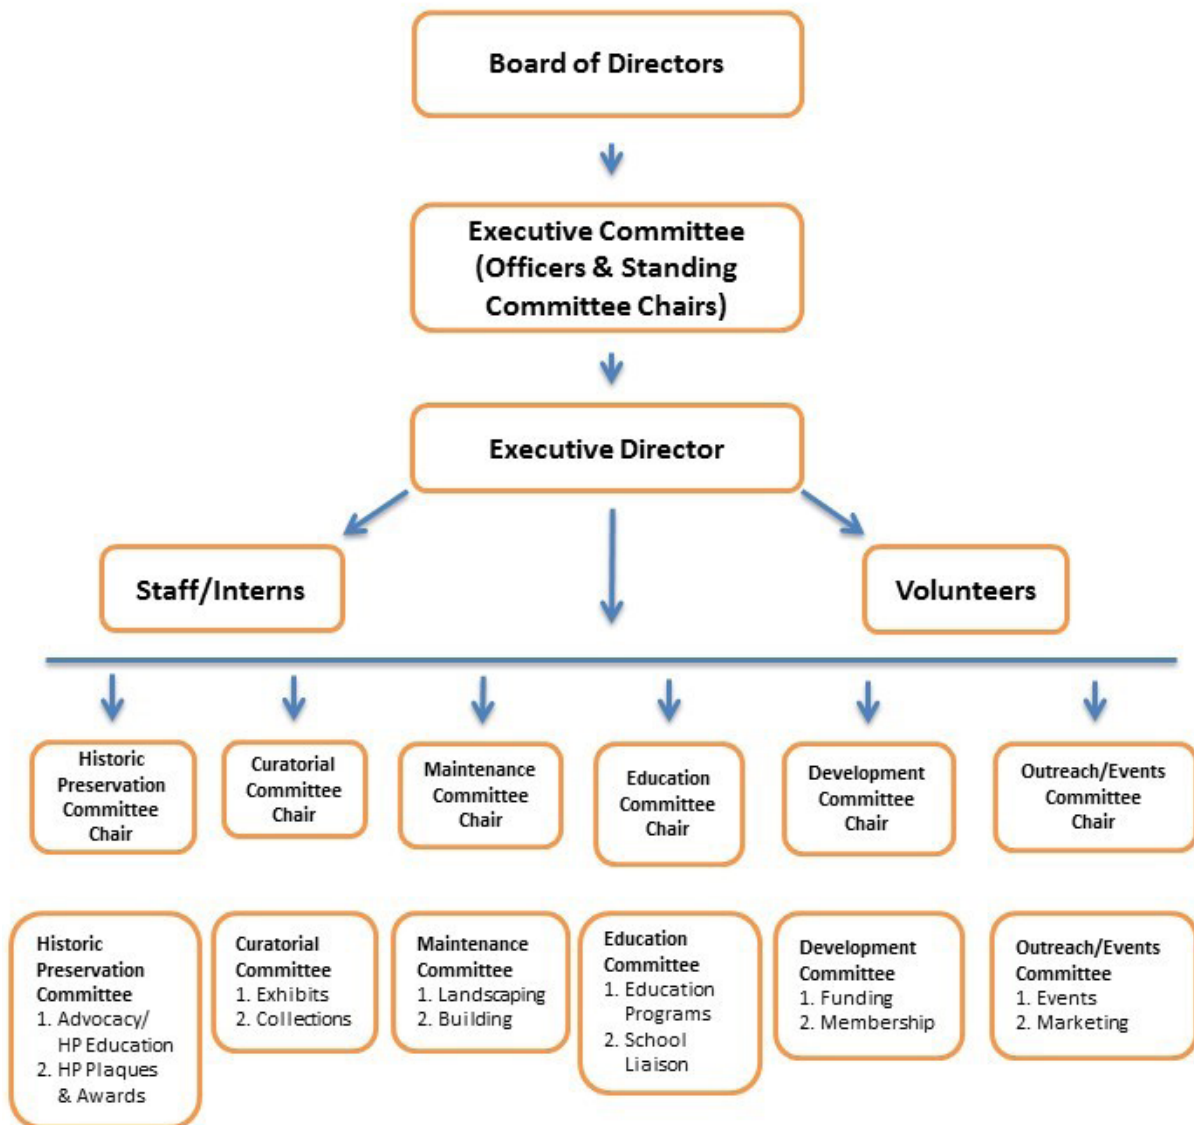 Board of Directors
Executive Committee
(Officers & Standing
Committee Chairs)
Executive Director
Staff/Interns
Volunteers
Historic
Preservation
Committee
Chair
Curatorial
Committee
Chair
Maintenance
Committee
Chair
Education
Committee
Chair
Development
Committee
Chair
Outreach/Events
Committee
Chair
Historic
Preservation
Committee
1. Advocacy/
HP Education
2. HP Plaques
& Awards
Curatorial
Committee
1. Exhibits
2. Collections
Maintenance
Committee
1. Landscaping
2. Building
Education
Committee
1. Education
Programs
2. School
Liaison
Development
Committee
1. Funding
2. Membership
Outreach/Events
Committee
1. Events
2. Marketing